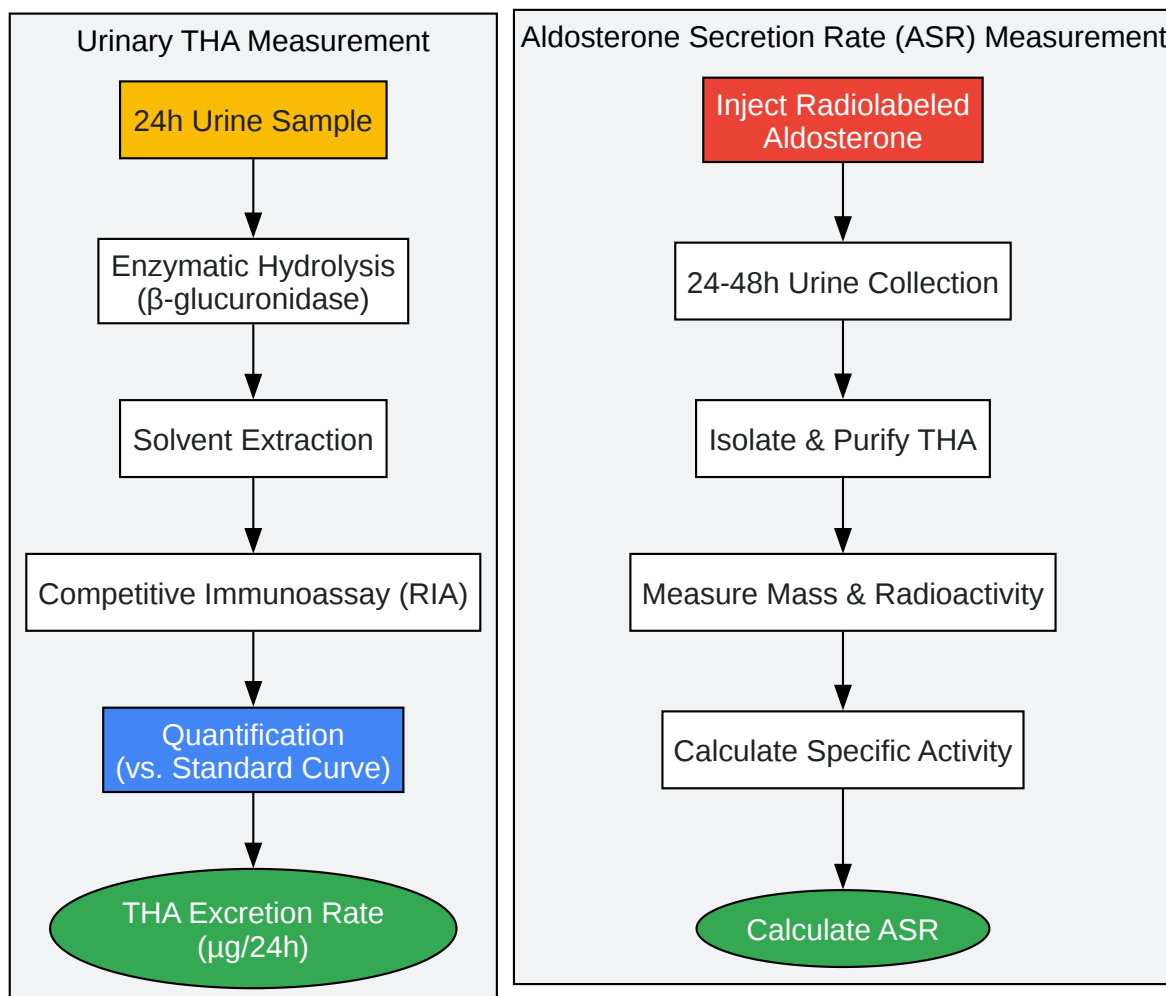 Urinary THA Measurement
24h Urine Sample
Enzymatic Hydrolysis
(β-glucuronidase)
Solvent Extraction
Competitive Immunoassay (RIA)
Quantification
(vs. Standard Curve)
THA Excretion Rate
(µg/24h)
Aldosterone Secretion Rate (ASR) Measurement
Inject Radiolabeled
Aldosterone
24-48h Urine Collection
Isolate & Purify THA
Measure Mass & Radioactivity
Calculate Specific Activity
Calculate ASR